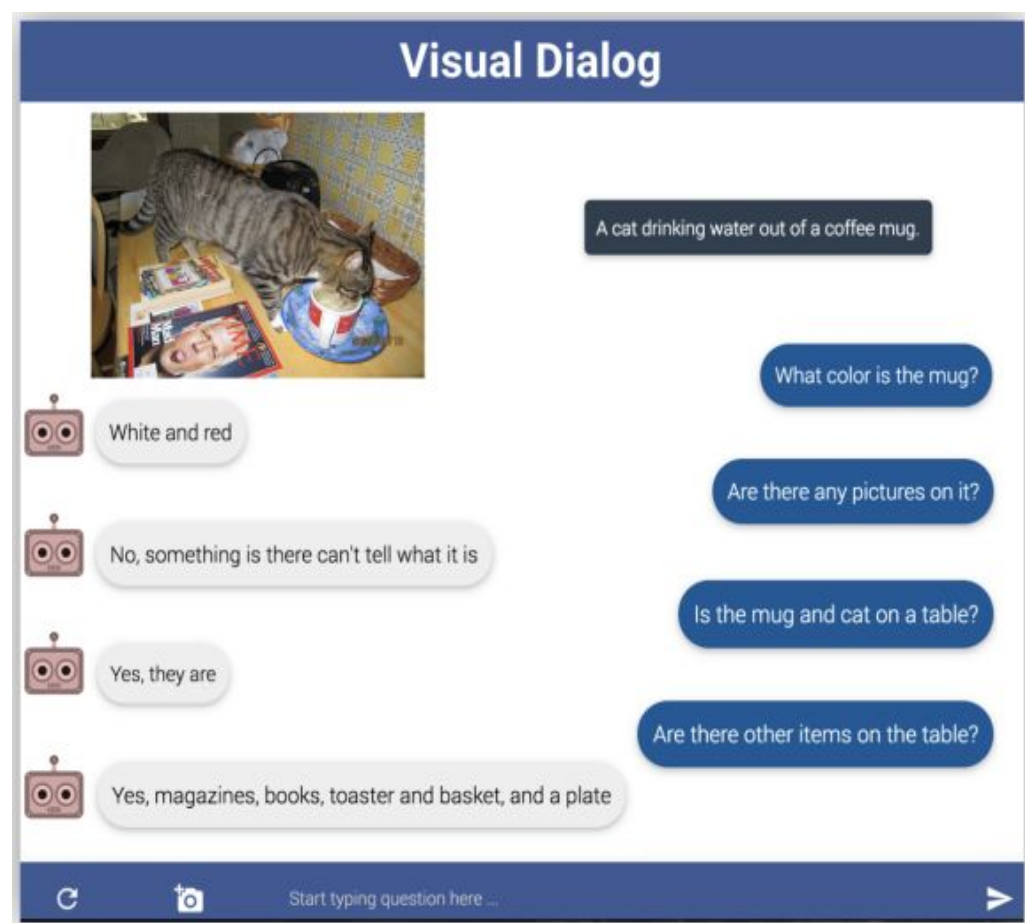 Visual Dialog
A cat drinking water out of a coffee mug.
What color is the mug?
White and red
Are there any pictures on it?
No, something is there can't tell what it is
Is the mug and cat on a table?
Yes, they are
Are there other items on the table?
Yes, magazines, books, toaster and basket, and a plate
Start typing question here ...